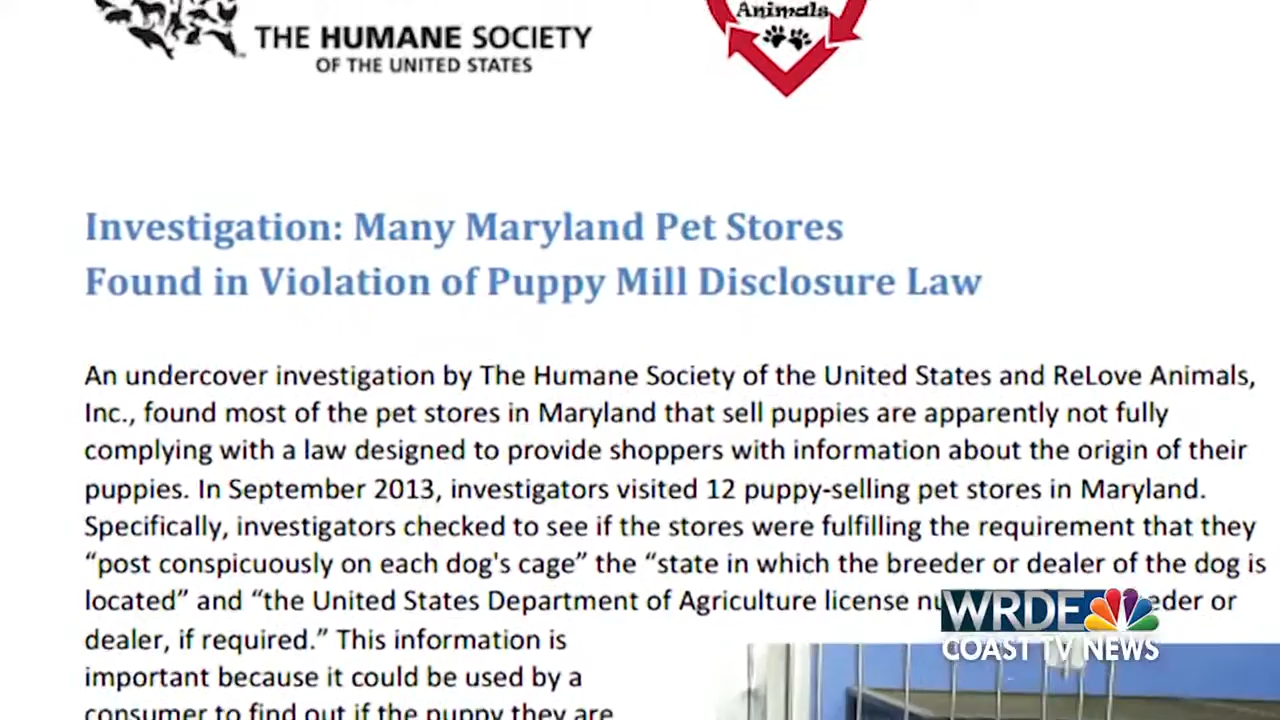 Animals
THE HUMANE SOCIETY
OF THE UNITED STATES
Investigation: Many Maryland Pet Stores
Found in Violation of Puppy Mill Disclosure Law
An undercover investigation by The Humane Society of the United States and ReLove Animals,
Inc., found most of the pet stores in Maryland that sell puppies are apparently not fully
complying with a law designed to provide shoppers with information about the origin of their
puppies. In September 2013, investigators visited 12 puppy-selling pet stores in Maryland.
Specifically, investigators checked to see if the stores were fulfilling the requirement that they
“post conspicuously on each dog's cage” the “state in which the breeder or dealer of the dog is
located” and “the United States Department of Agriculture license or
dealer, if required.” This information is
important because it could be used by a
consumer to find out if the puppy they are
WRDE
COAST TV NEWS